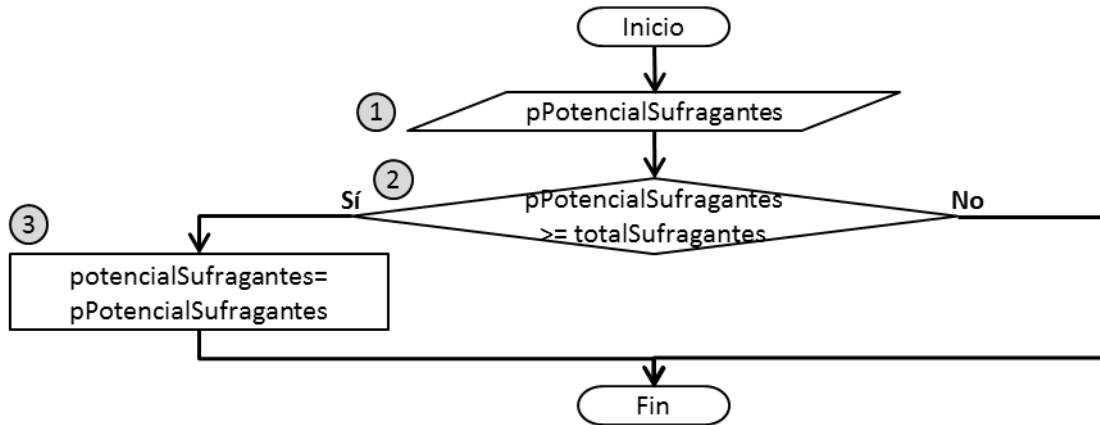 Inicio
1
pPotencialSufragantes
2
Sí
pPotencialSufragantes
>= totalSufragantes
No
3
potencialSufragantes=
pPotencialSufragantes
Fin